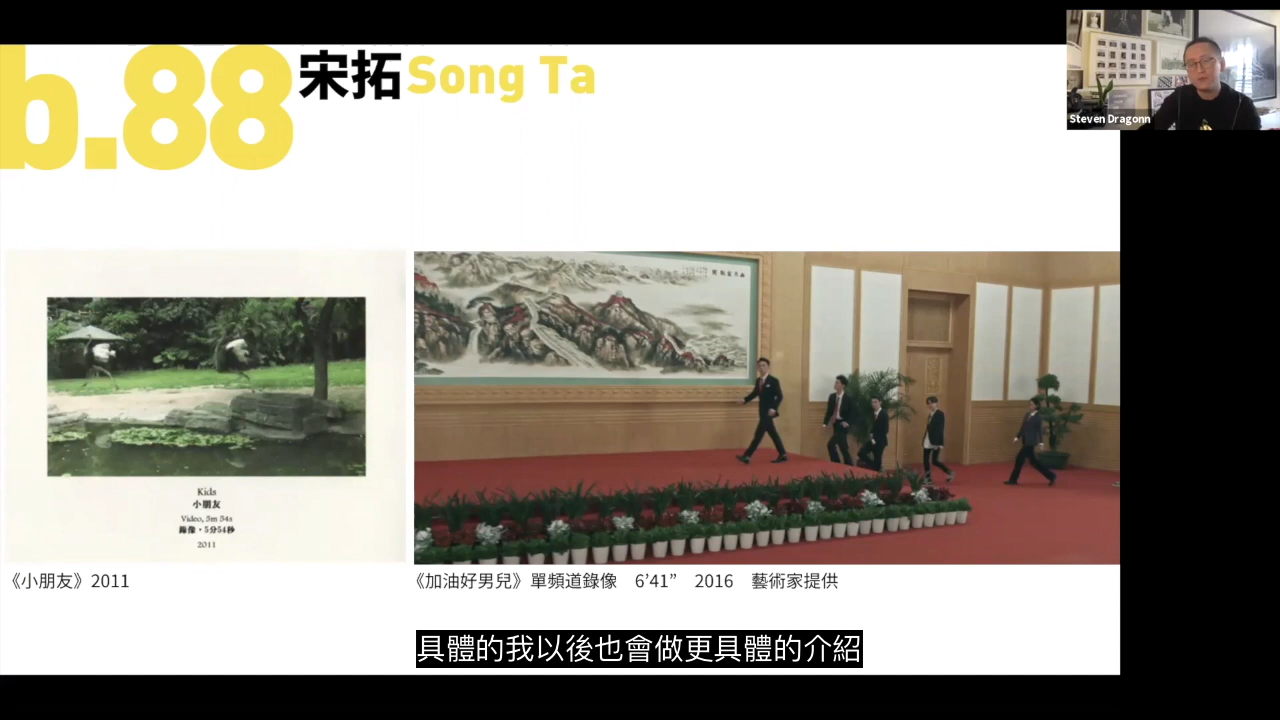 b.88
宋拓 Song Ta
Steven Dragonn
Kids
小朋友
Video, 5m 54s
錄像，5分54秒
2011
《小朋友》2011
《加油好男兒》單頻道錄像 6’41” 2016 藝術家提供
具體的我以後也會做更具體的介紹